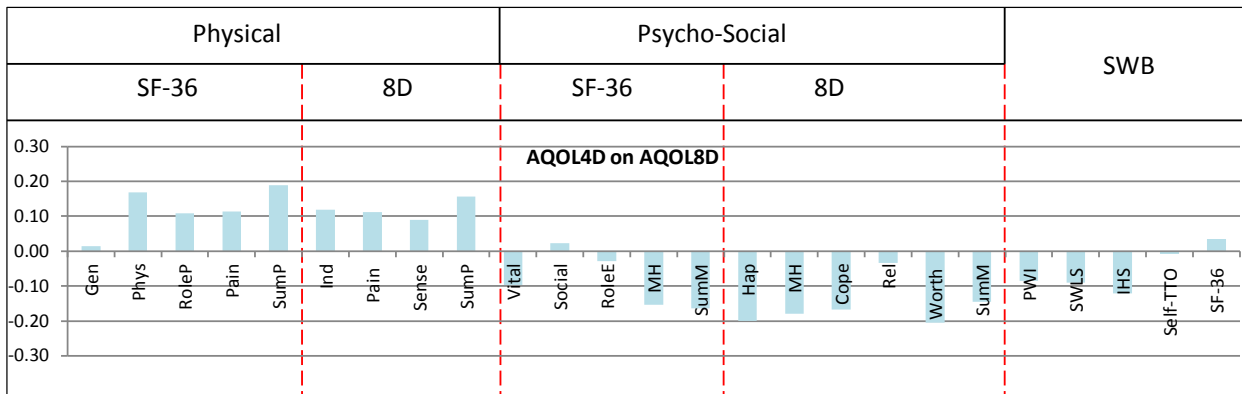 Physical Psycho-Social SWB
SF-36 8D SF-36 8D
AQOL4D on AQOL8D
0.30
0.20
0.10
0.00
-0.10
-0.20
-0.30
Gen Phys RoleP Pain SumP Ind Pain Sense SumP Vital Social RoleE MH SumM Hap MH Cope Rel Worth SumM PWI SWLS IHS Self-TTO SF-36